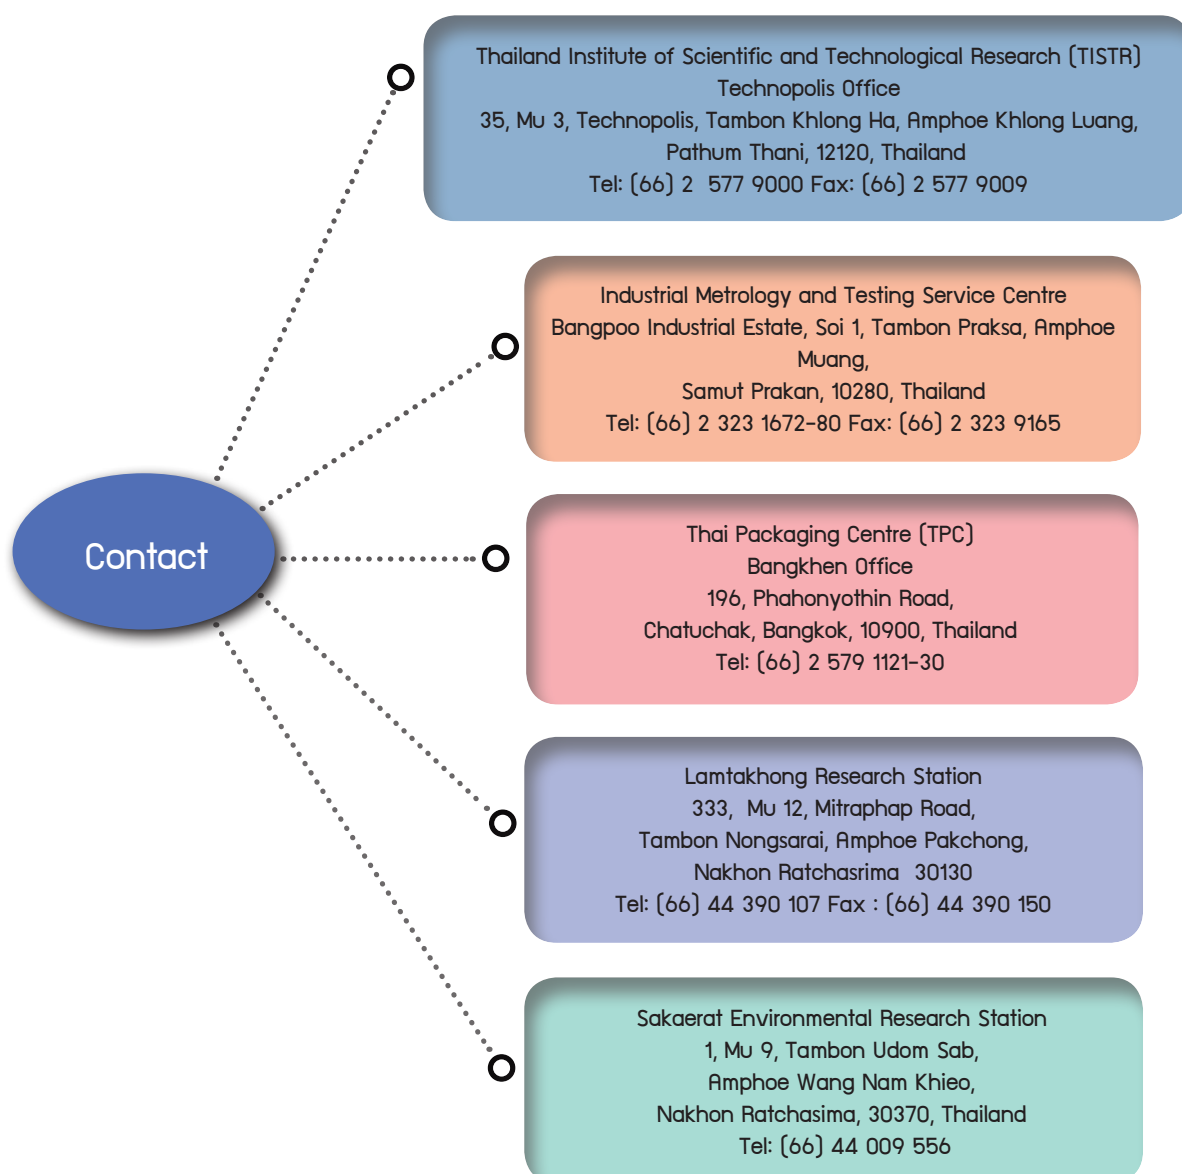 Thailand Institute of Scientific and Technological Research (TISTR)
Technopolis Office
35, Mu 3, Technopolis, Tambon Khlong Ha, Amphoe Khlong Luang,
Pathum Thani, 12120, Thailand
Tel: (66) 2  577 9000 Fax: (66) 2 577 9009
Industrial Metrology and Testing Service Centre
Bangpoo Industrial Estate, Soi 1, Tambon Praksa, Amphoe
Muang,
Samut Prakan, 10280, Thailand
Tel: (66) 2 323 1672-80 Fax: (66) 2 323 9165
Contact
Thai Packaging Centre (TPC)
Bangkhen Office
196, Phahonyothin Road,
Chatuchak, Bangkok, 10900, Thailand
Tel: (66) 2 579 1121-30
Lamtakhong Research Station
333,  Mu 12, Mitraphap Road,
Tambon Nongsarai, Amphoe Pakchong,
Nakhon Ratchasrima  30130
Tel: (66) 44 390 107 Fax : (66) 44 390 150
Sakaerat Environmental Research Station
1, Mu 9, Tambon Udom Sab,
Amphoe Wang Nam Khieo,
Nakhon Ratchasima, 30370, Thailand
Tel: (66) 44 009 556